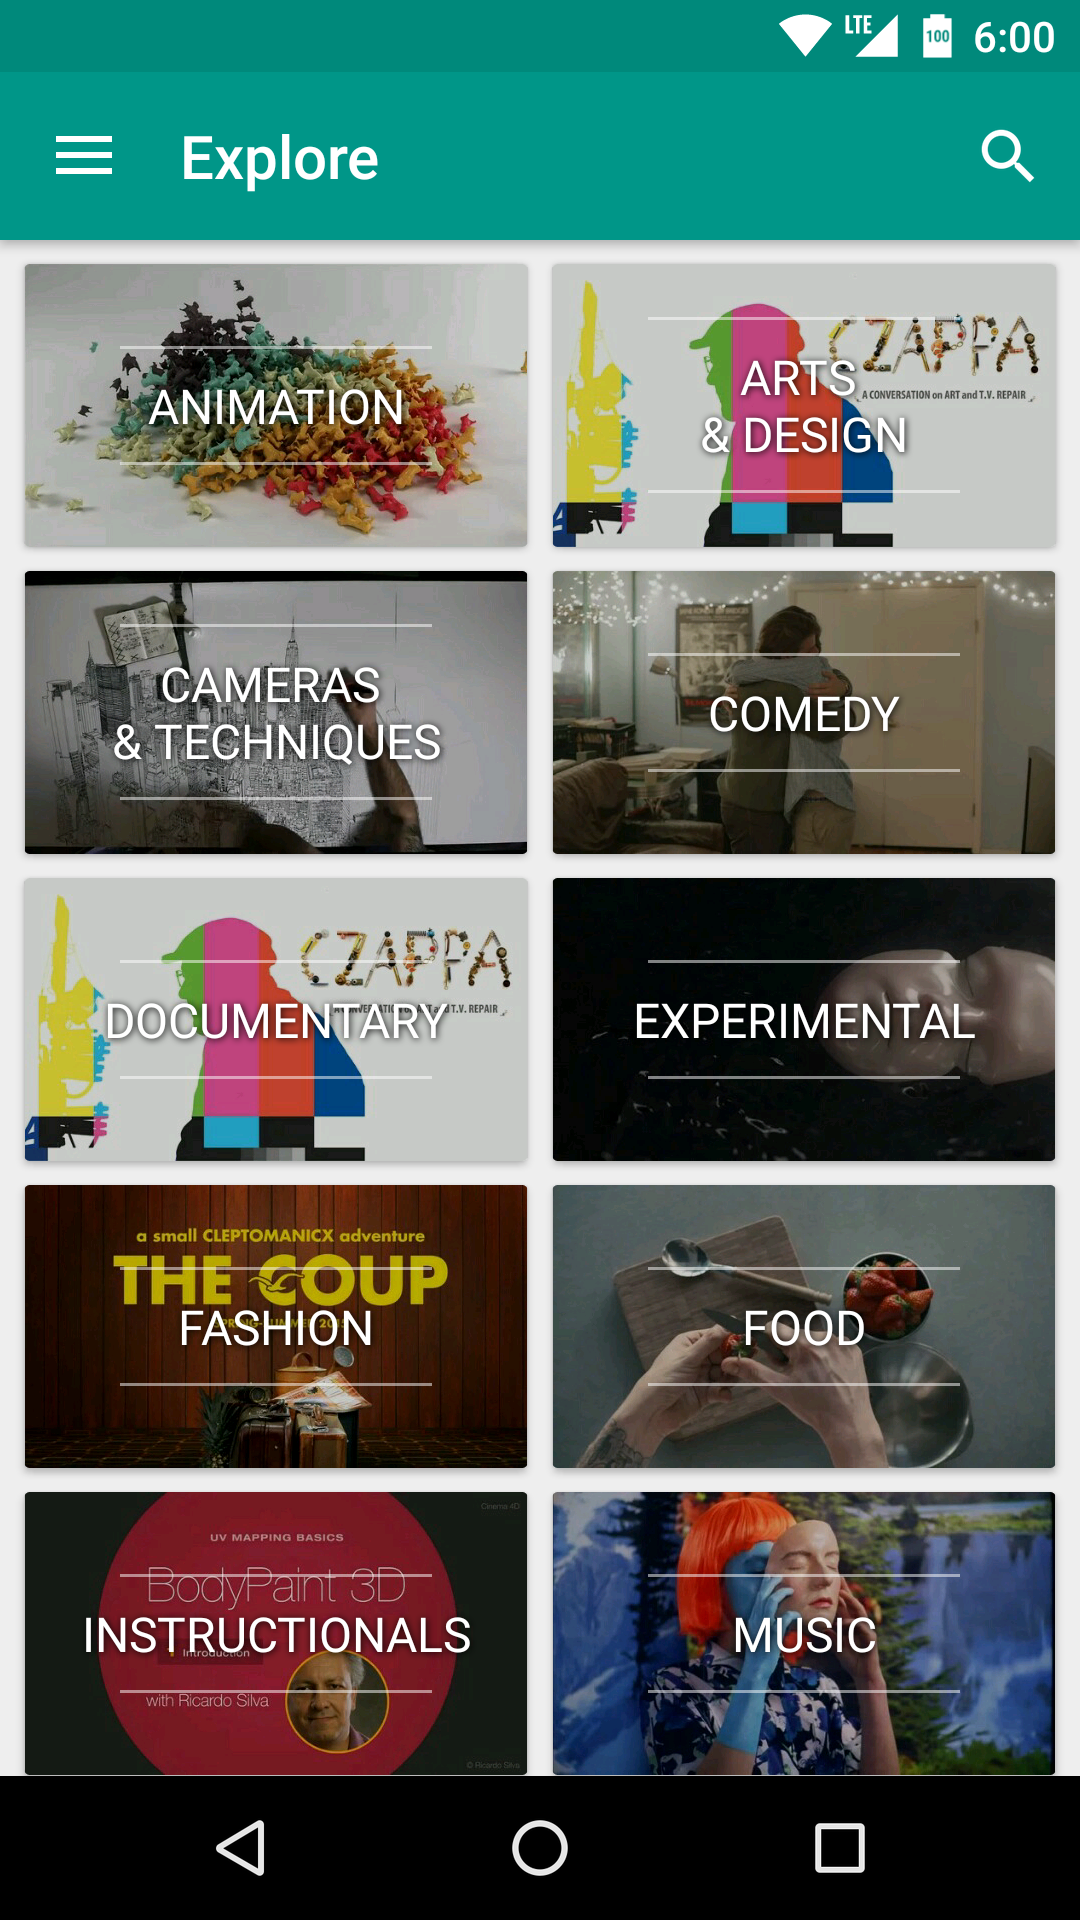 LTE 100 6:00
Explore
ANIMATION
CZAPPA
A CONVERSATION on ART and T.V. REPAIR
ARTS
& DESIGN
CAMERAS
& TECHNIQUES
COMEDY
CZAPPA
T.V. REPAIR
DOCUMENTARY
EXPERIMENTAL
a small CLEPTOMANICX adventure
THE COUP
FASHION
FOOD
Cinema 4D
UV MAPPING BASICS
BodyPaint 3D
INSTRUCTIONALS
Introduction
with Ricardo Silva
© Ricardo Silva
MUSIC